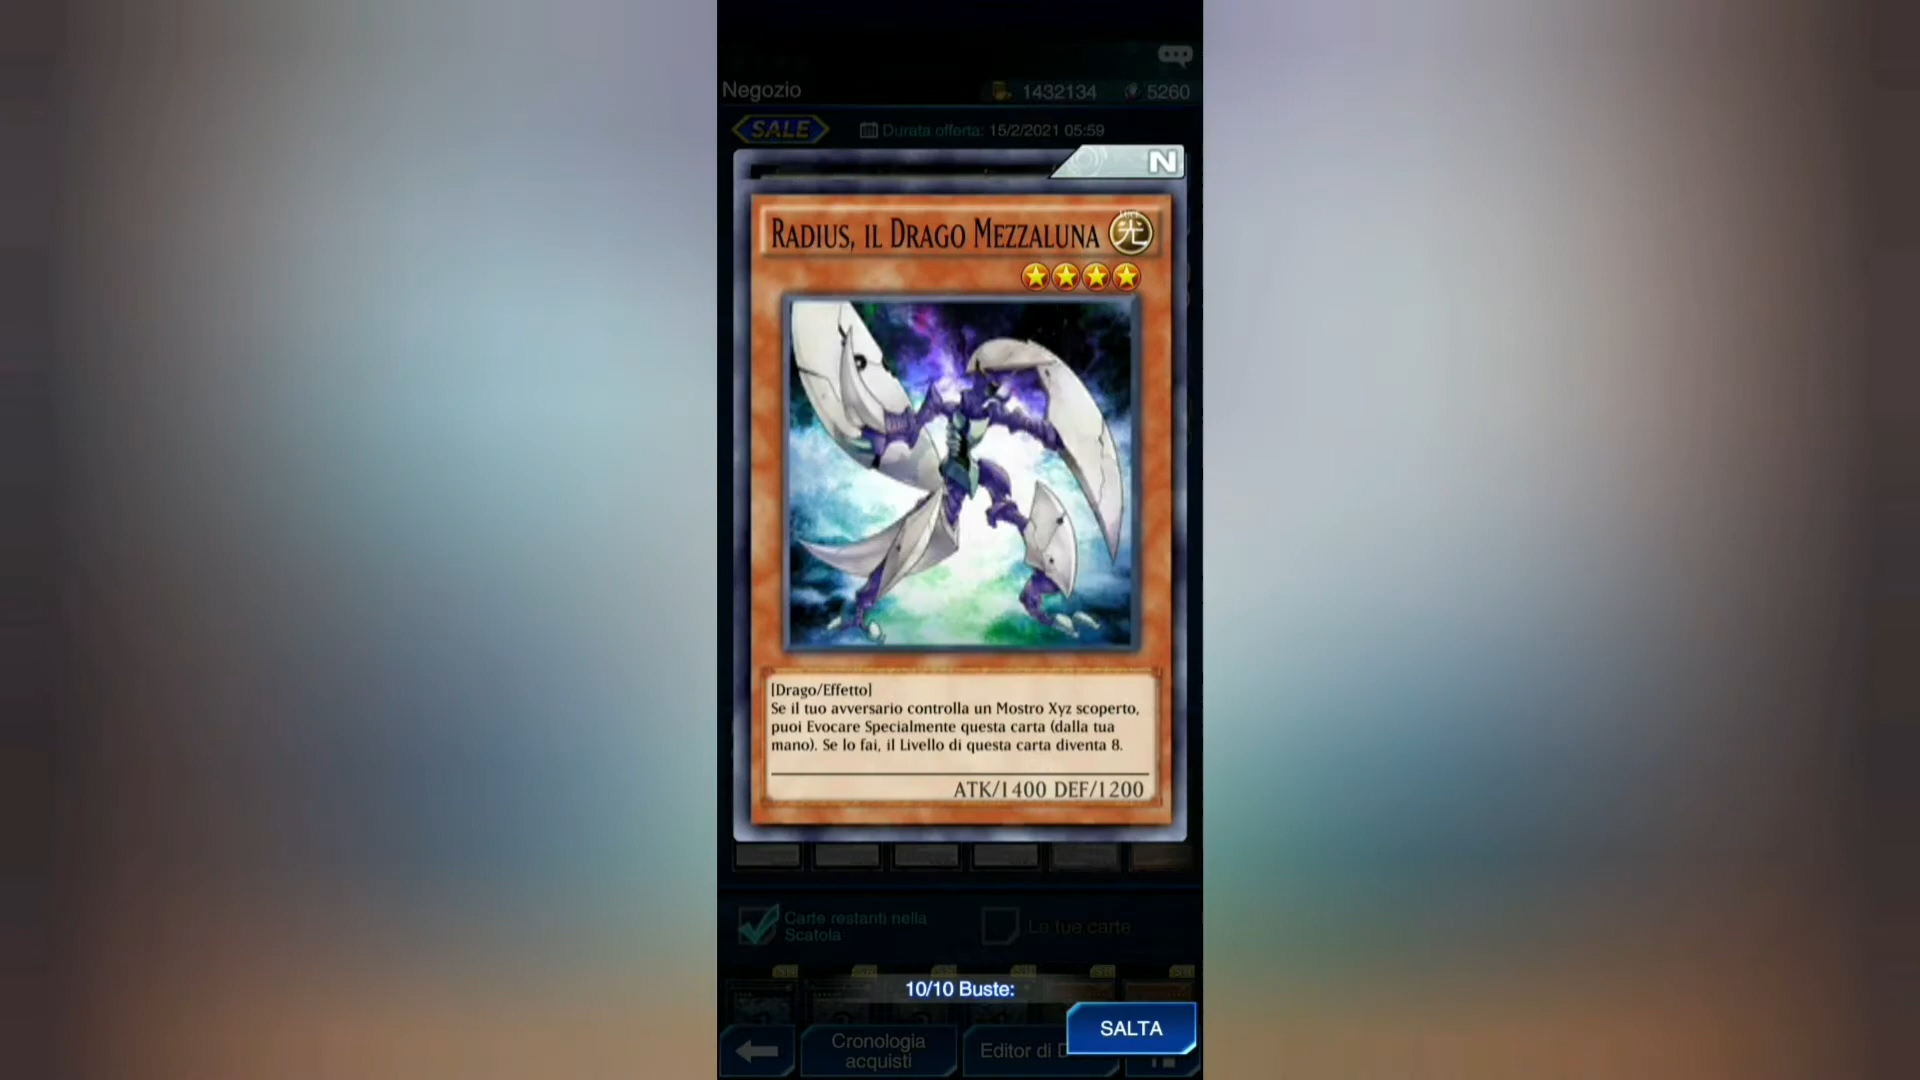 Negozio
1432134
5260
SALE
Durata offerta: 15/2/2021 05:59
N
RADIUS, IL DRAGO MEZZALUNA
光
[Drago/Effetto]
Se il tuo avversario controlla un Mostro Xyz scoperto,
puoi Evocare Specialmente questa carta (dalla tua
mano). Se lo fai, il Livello di questa carta diventa 8.
ATK/1400 DEF/1200
Carte restanti nella
Scatola
Le tue carte
10/10 Buste:
SALTA
Cronologia
acquisti
Editor di